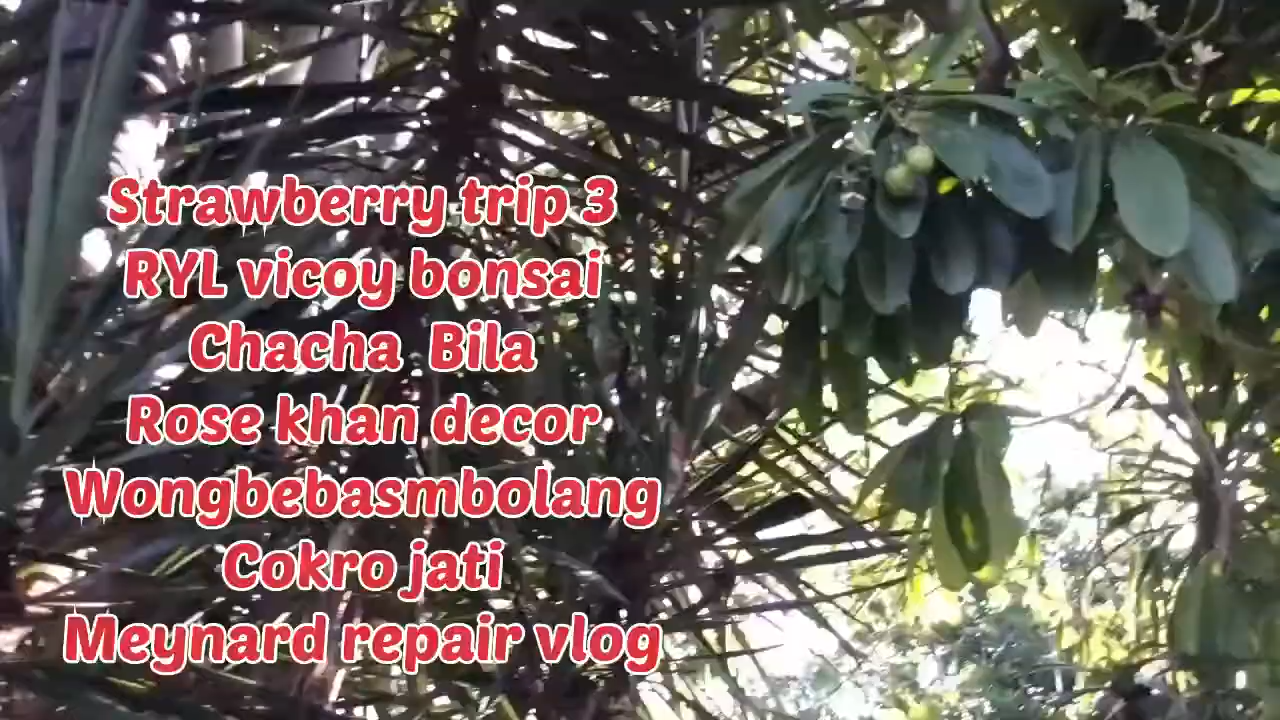 Strawberry trip 3
RYL vicoy bonsai
Chacha Bila
Rose khan decor
Wongbebasmbolang
Cokro jati
Meynard repair vlog